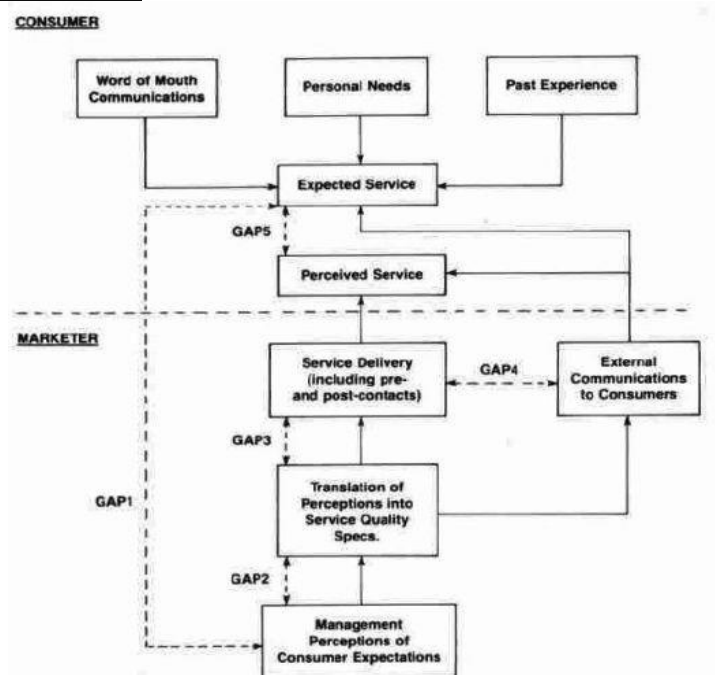 CONSUMER
Word of Mouth
Communications
Personal Needs
Past Experience
Expected Service
GAP5
Perceived Service
MARKETER
Service Delivery
(including pre-
and post-contacts)
GAP4
External
Communications
to Consumers
GAP3
Translation of
Perceptions into
Service Quality
Specs.
GAP1
GAP2
Management
Perceptions of
Consumer Expectations